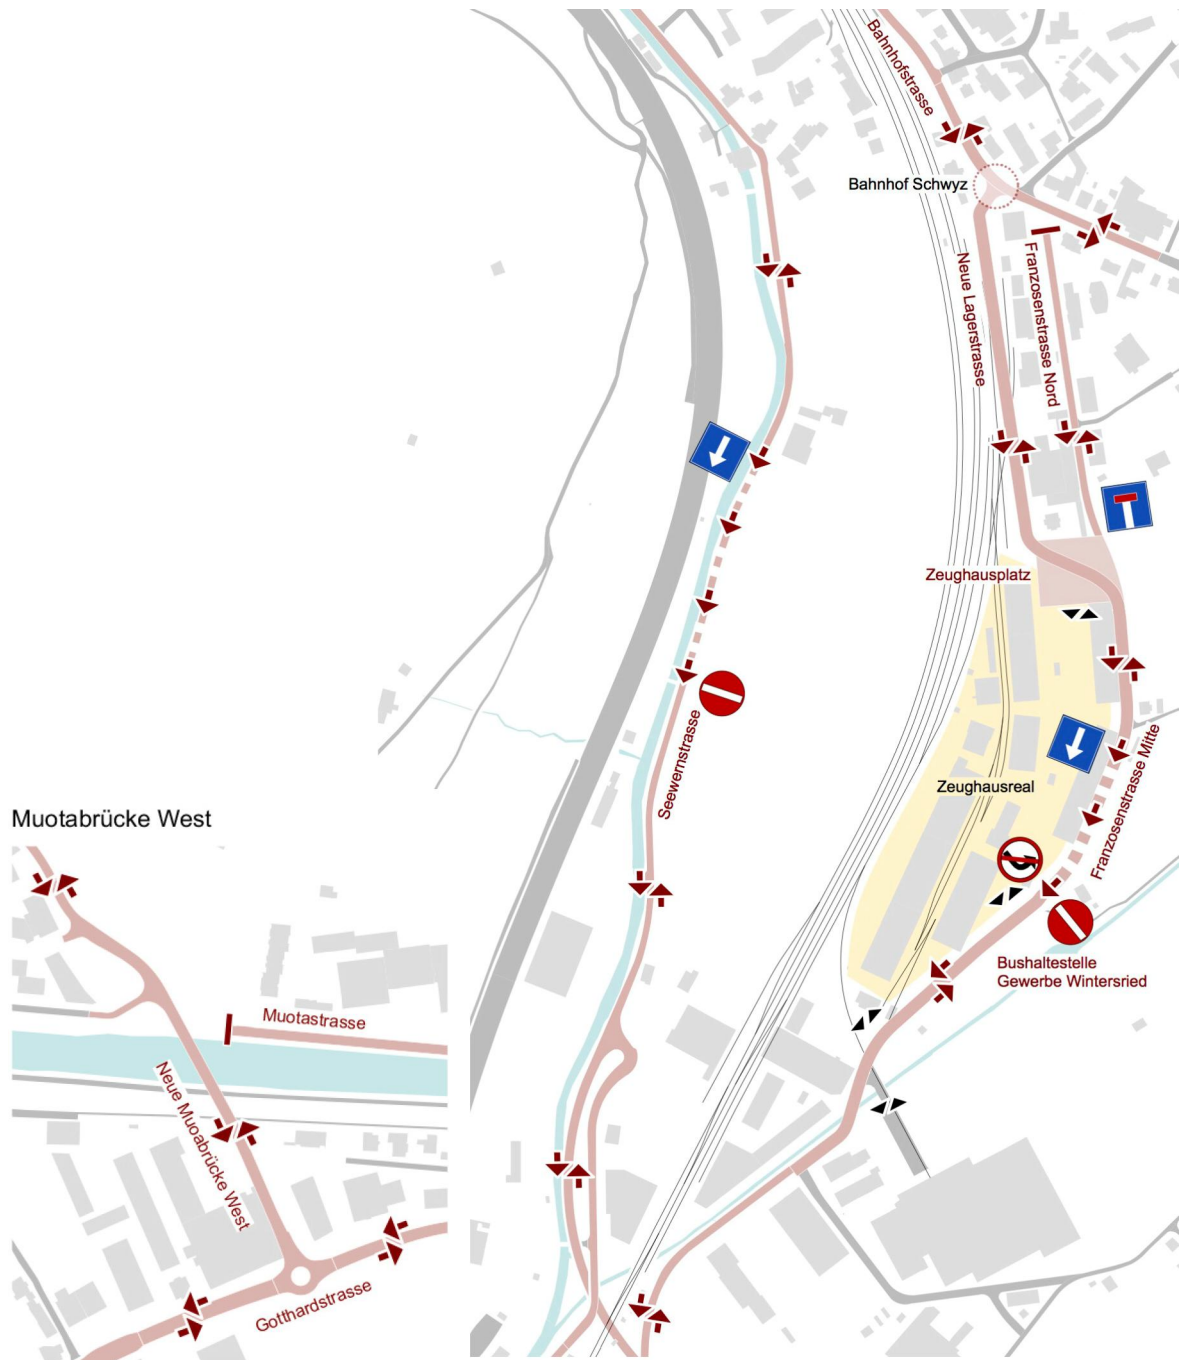 Bahnhofstrasse
Bahnhof Schwyz
Neue Lagerstrasse
Franzosenstrasse Nord
Zeughausplatz
Seewernstrasse
Zeughausreal
Franzosenstrasse Mitte
Bushaltestelle
Gewerbe Wintersried
Muotabrücke West
Muotastrasse
Neue Muoabrücke West
Gotthardstrasse